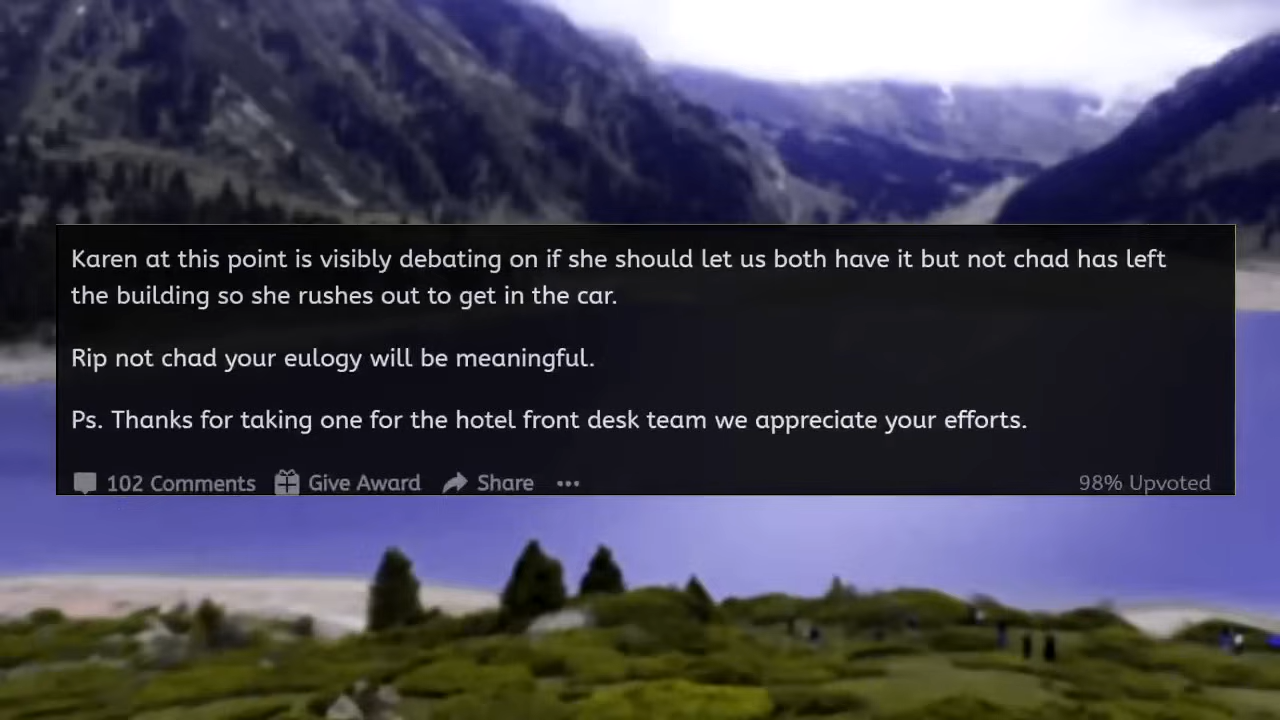 Karen at this point is visibly debating on if she should let us both have it but not chad has left
the building so she rushes out to get in the car.
Rip not chad your eulogy will be meaningful.
Ps. Thanks for taking one for the hotel front desk team we appreciate your efforts.
102 Comments Give Award Share ••• 98% Upvoted